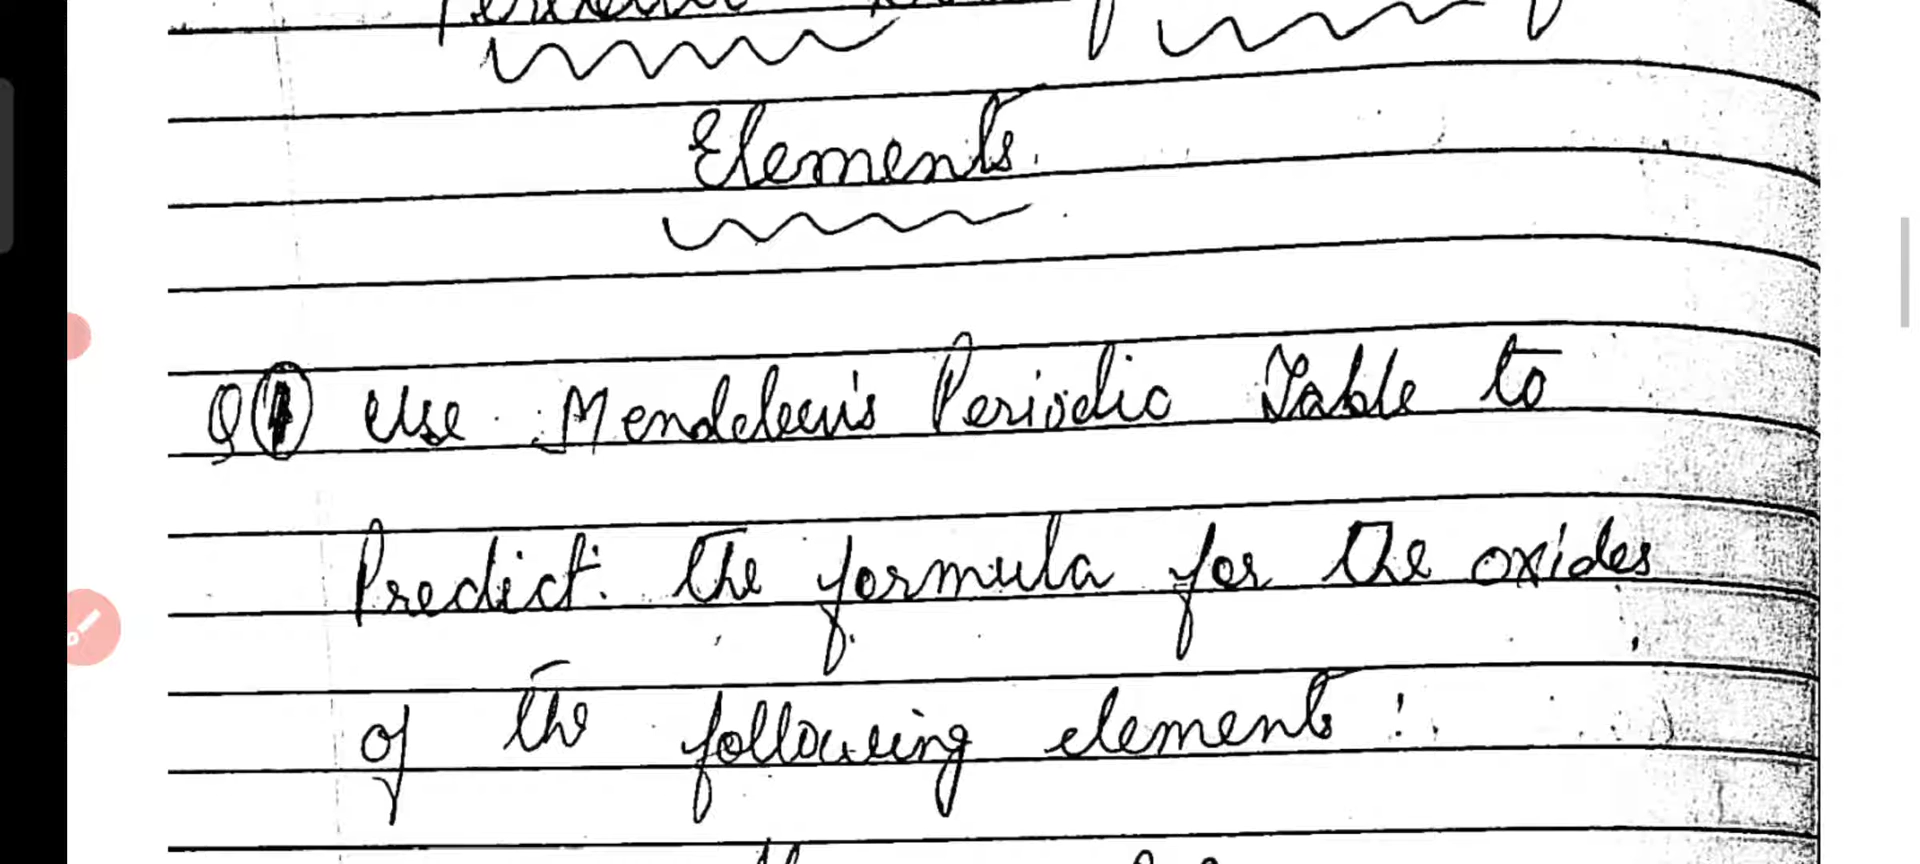 Elements.
Q 1 Use Mendeleev's Periodic Table to
Predict the formula for the oxides
of the following elements :